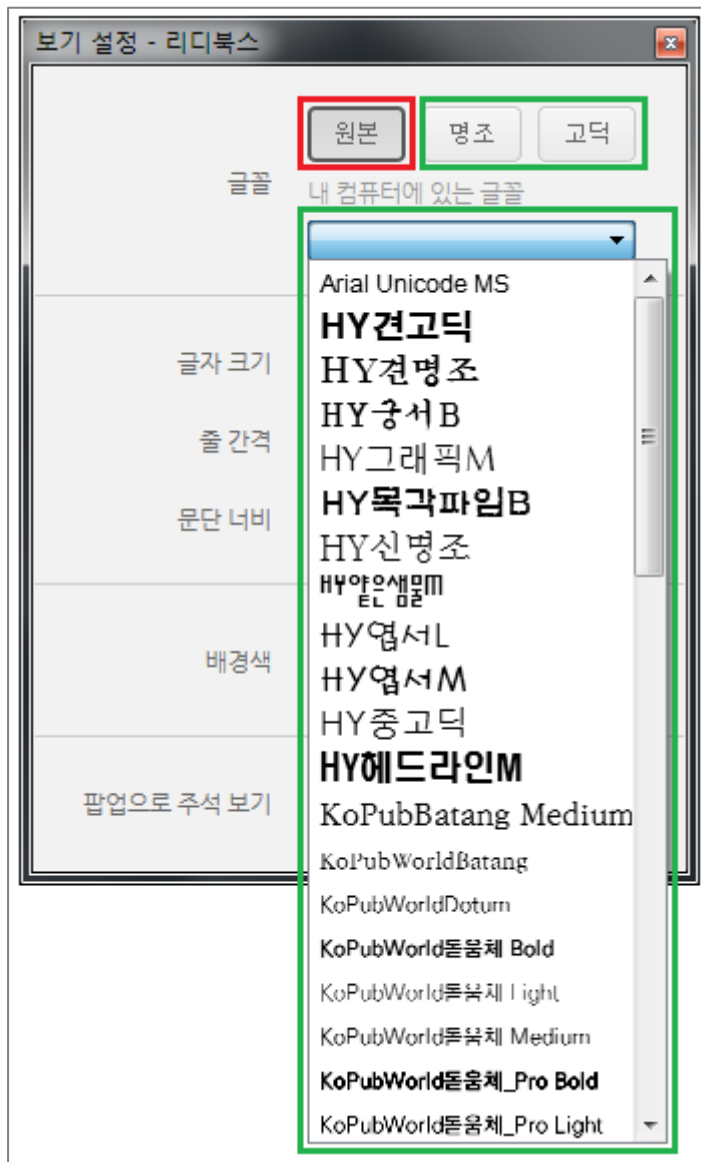 보기 설정 - 리디북스
원본 명조 고딕
글꼴
내 컴퓨터에 있는 글꼴
Arial Unicode MS
HY견고딕
글자 크기
HY견명조
HY궁서B
줄 간격
HY그래픽M
HY목각파임B
문단 너비
HY신명조
HY얕은샘물M
HY엽서L
배경색
HY엽서M
HY중고딕
HY헤드라인M
팝업으로 주석 보기
KoPubBatang Medium
KoPubWorldBatang
KoPubWorldDotum
KoPubWorld돋움체 Bold
KoPubWorld돋움체 Light
KoPubWorld돋움체 Medium
KoPubWorld돋움체_Pro Bold
KoPubWorld돋움체_Pro Light